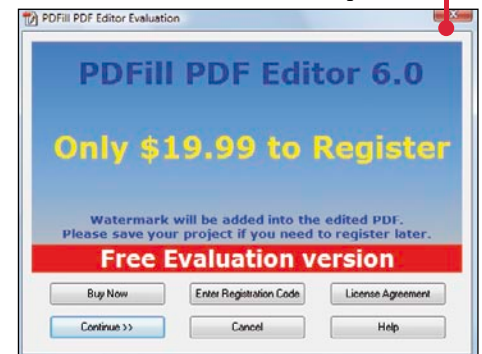 PDFill PDF Editor Evaluation
PDFill PDF Editor 6.0
Only $19.99 to Register
Watermark will be added into the edited PDF.
Please save your project if you need to register later.
Free Evaluation version
Buy Now
Enter Registration Code
License Agreement
Continue >>
Cancel
Help